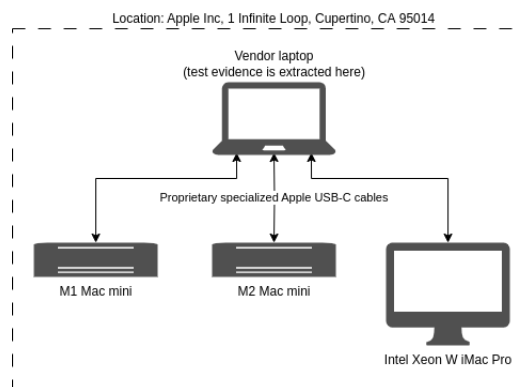 Location: Apple Inc, 1 Infinite Loop, Cupertino, CA 95014
Vendor laptop
(test evidence is extracted here)
Proprietary specialized Apple USB-C cables
M1 Mac mini
M2 Mac mini
Intel Xeon W iMac Pro